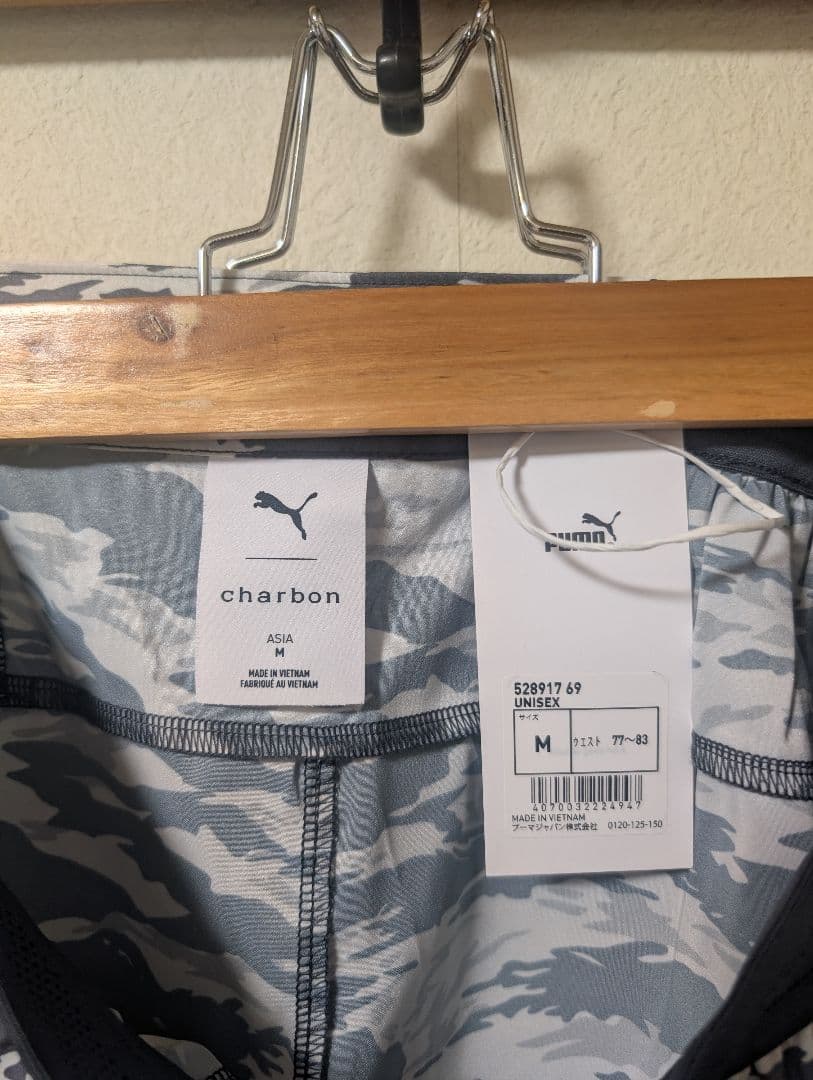 charbon
ASIA
M
MADE IN VIETNAM
FABRIQUÉ AU VIETNAM
PUMA
528917 69
UNISEX
サイズ
M ウエスト 77〜83
4070032224947
MADE IN VIETNAM
プーマジャパン株式会社 0120-125-150